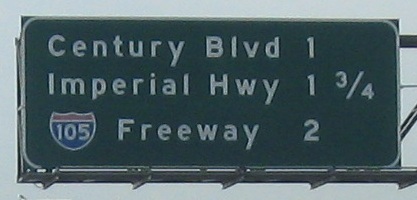 Century Blvd 1
Imperial Hwy 1 3/4
105 Freeway 2